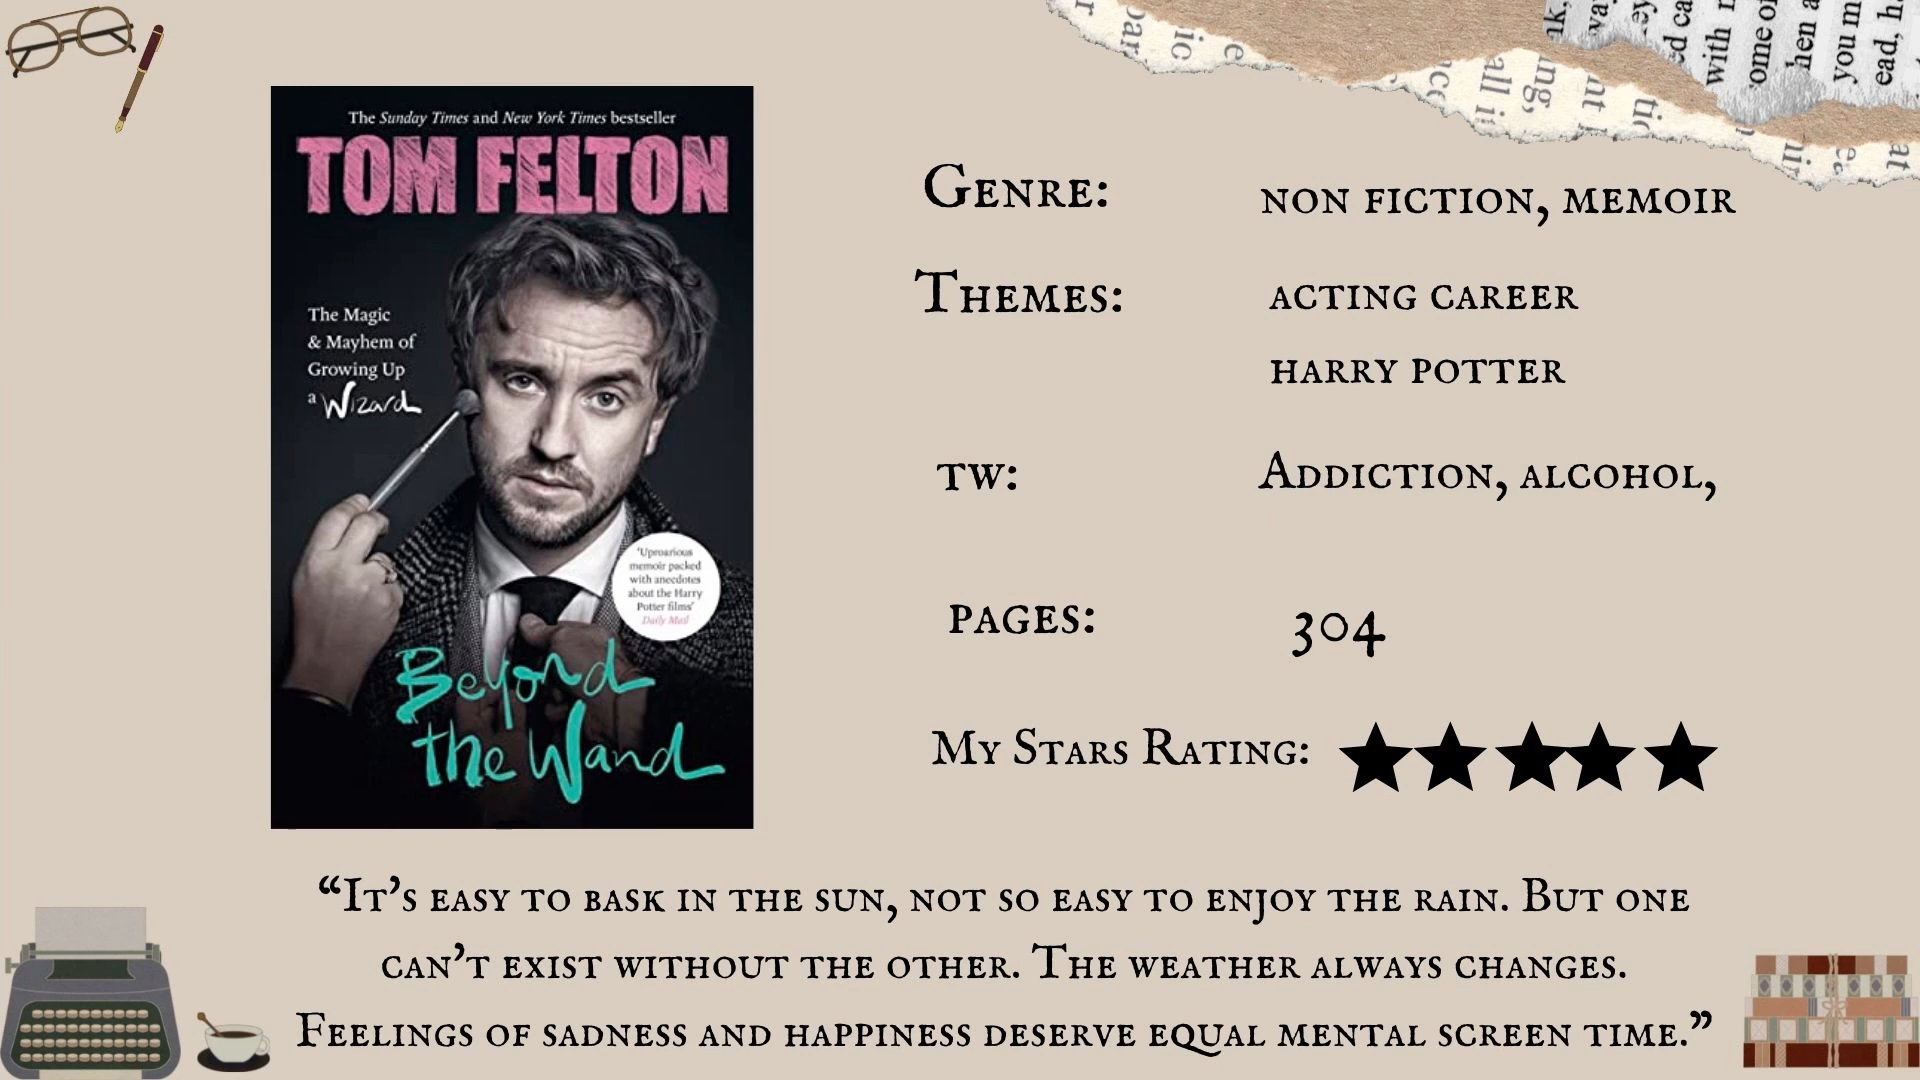 The Sunday Times and New York Times bestseller
TOM FELTON
The Magic
& Mayhem of
Growing Up
a Wizard
'Uproarious
memoir packed
with anecdotes
about the Harry
Potter films'
Daily Mail
Beyond
the Wand
Genre: non fiction, memoir
Themes: acting career
harry potter
tw: Addiction, alcohol,
pages: 304
My Stars Rating:
“It’s easy to bask in the sun, not so easy to enjoy the rain. But one
can’t exist without the other. The weather always changes.
Feelings of sadness and happiness deserve equal mental screen time.”
with
you m
ead, h